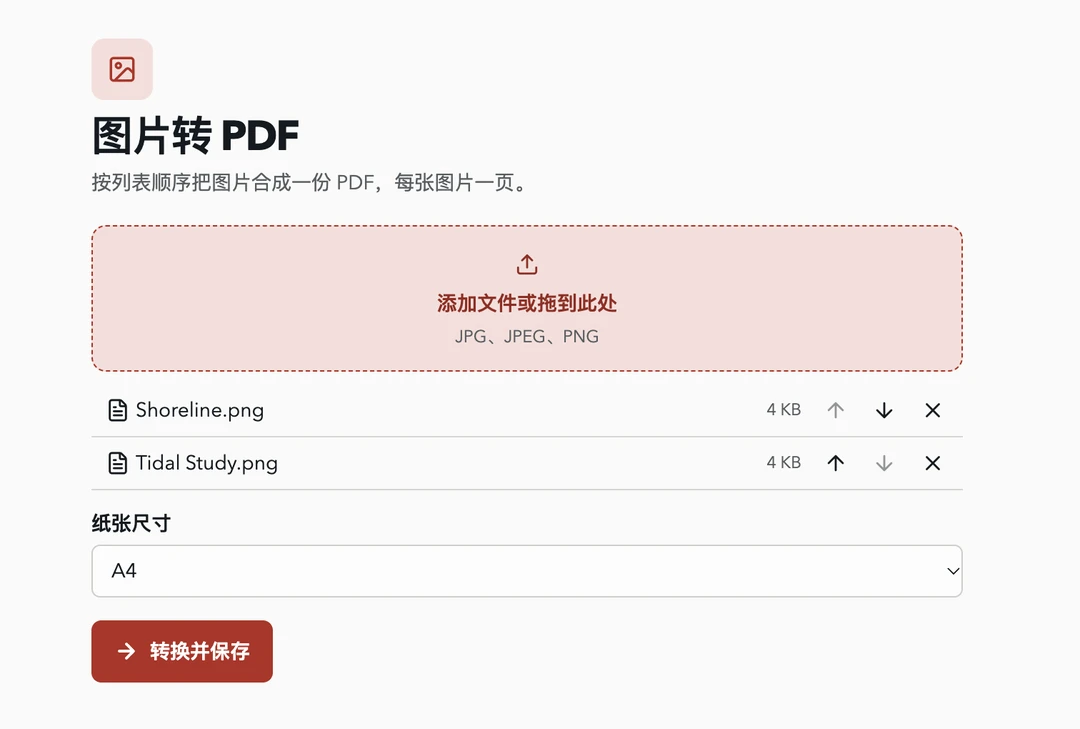 图片转 PDF
按列表顺序把图片合成一份 PDF，每张图片一页。
添加文件或拖到此处
JPG、JPEG、PNG
Shoreline.png 4 KB
Tidal Study.png 4 KB
纸张尺寸
A4
转换并保存